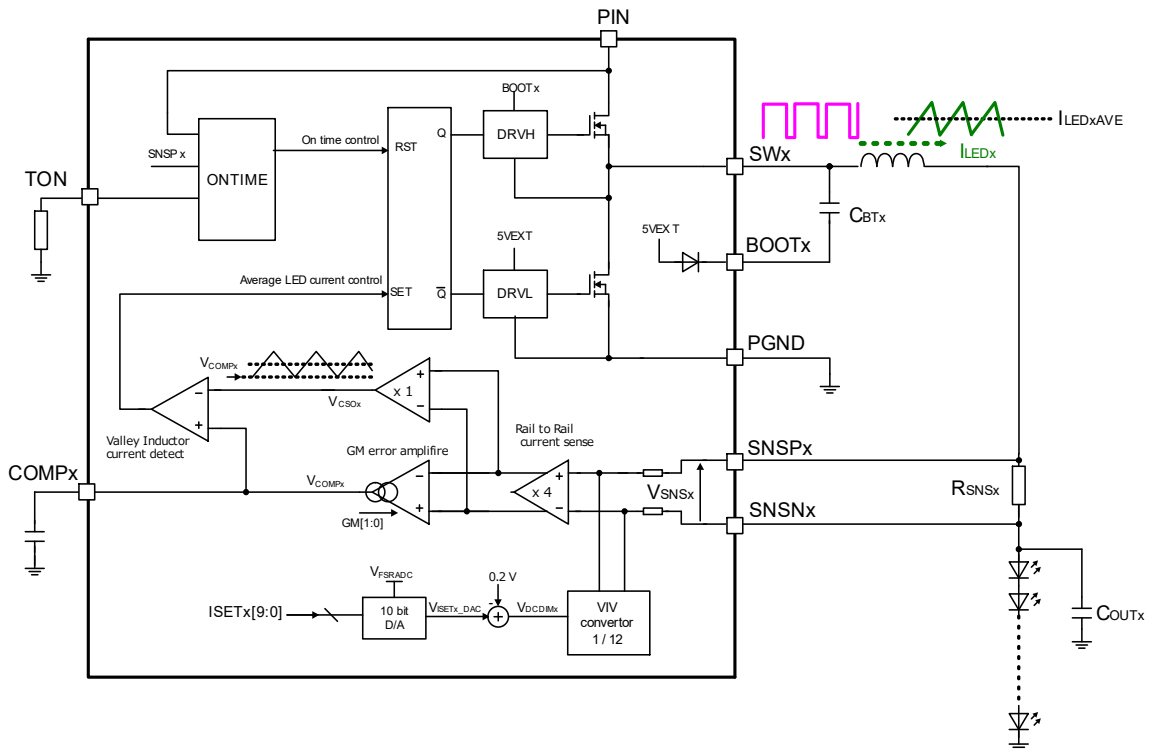 PIN
BOOTx
On time control
RST
Q
DRVH
SNSPx
ONTIME
TON
ILEDxAVE
ILEDx
SWx
CBTx
5VEXT
BOOTx
5VEXT
Average LED current control
SET
Q
DRVL
PGND
VCOMPx
VCSOx
x 1
Valley Inductor
current detect
Rail to Rail
current sense
GM error amplifire
COMPx
VCOMPx
GM[1:0]
x 4
VSNSx
SNSPx
SNSNx
RSNSx
VFSRADC
0.2 V
ISETx[9:0]
10 bit
D/A
VISETx_DAC
VDCDIMx
VIV
convertor
1 / 12
COUTx